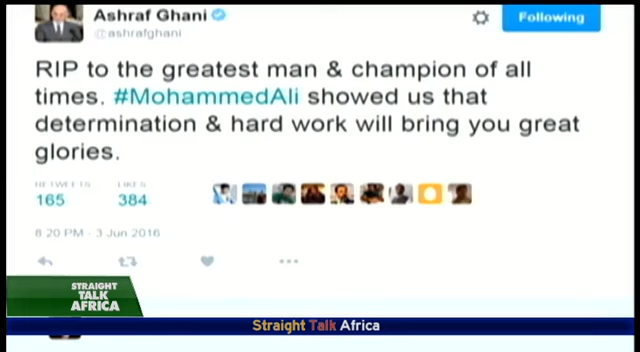 Ashraf Ghani
@ashrafghani
Following
RIP to the greatest man & champion of all
times. #MohammedAli showed us that
determination & hard work will bring you great
glories.
RETWEETS LIKES
165 384
8:20 PM - 3 Jun 2016
STRAIGHT
TALK
AFRICA
Straight Talk Africa